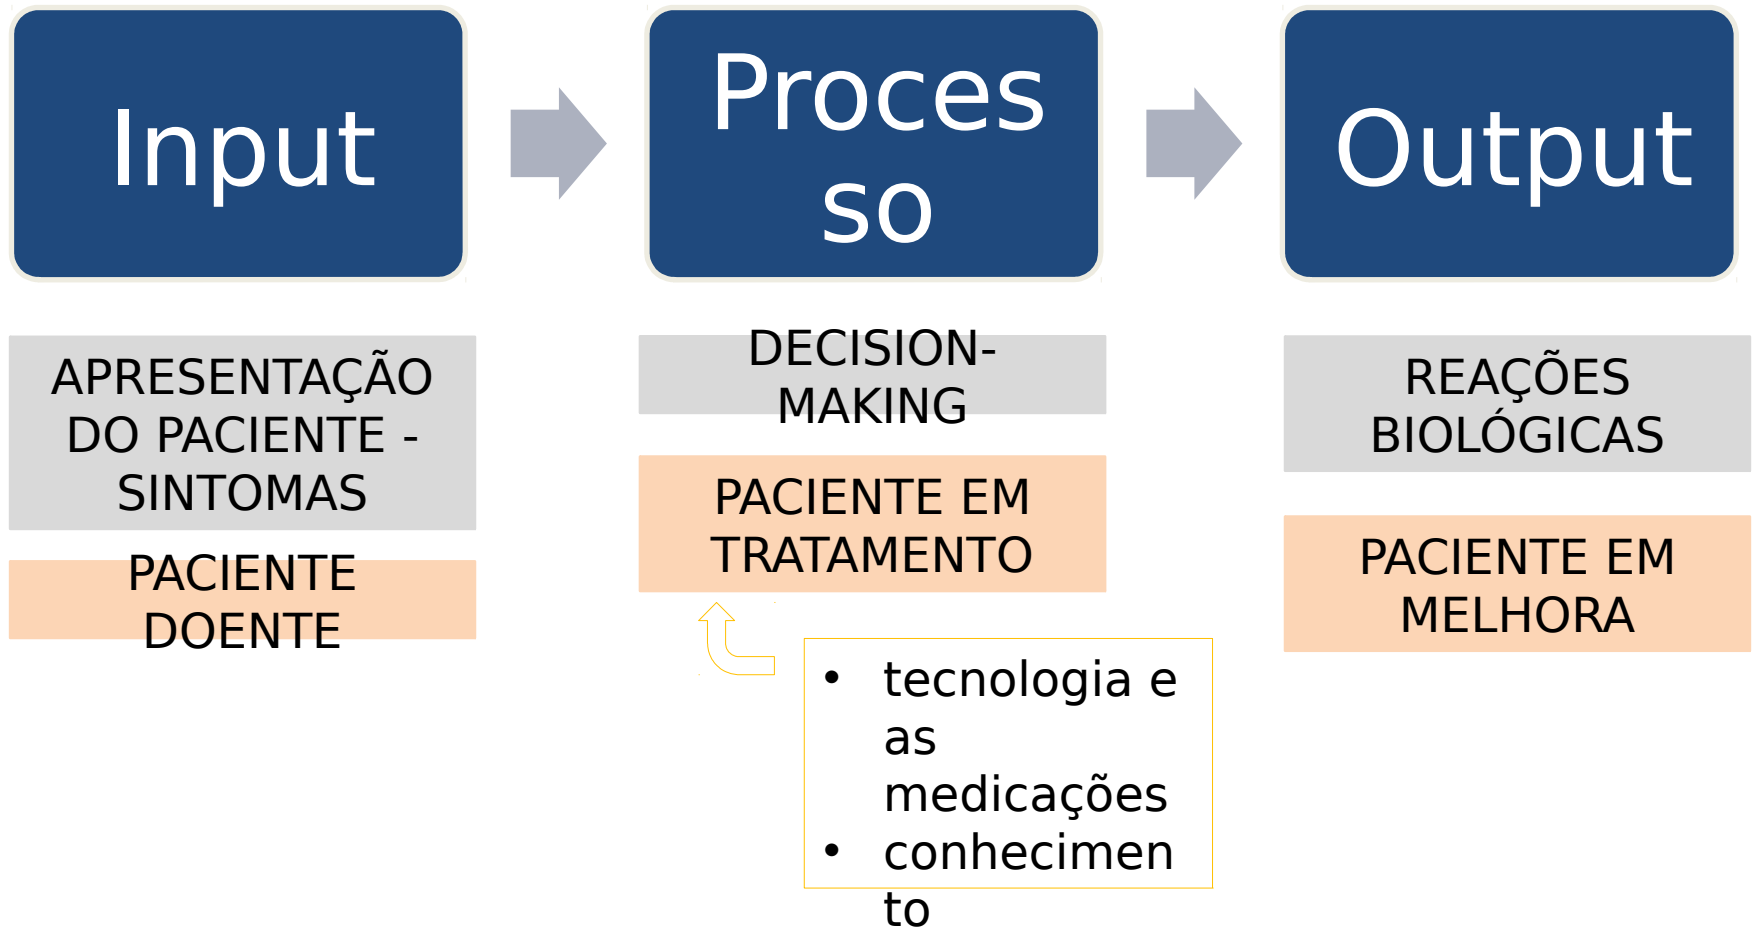 Input
Proces
so
Output
APRESENTAÇÃO
DO PACIENTE -
SINTOMAS
PACIENTE
DOENTE
DECISION-
MAKING
PACIENTE EM
TRATAMENTO
• tecnologia e
as
medicações
• conhecimen
to
REAÇÕES
BIOLÓGICAS
PACIENTE EM
MELHORA